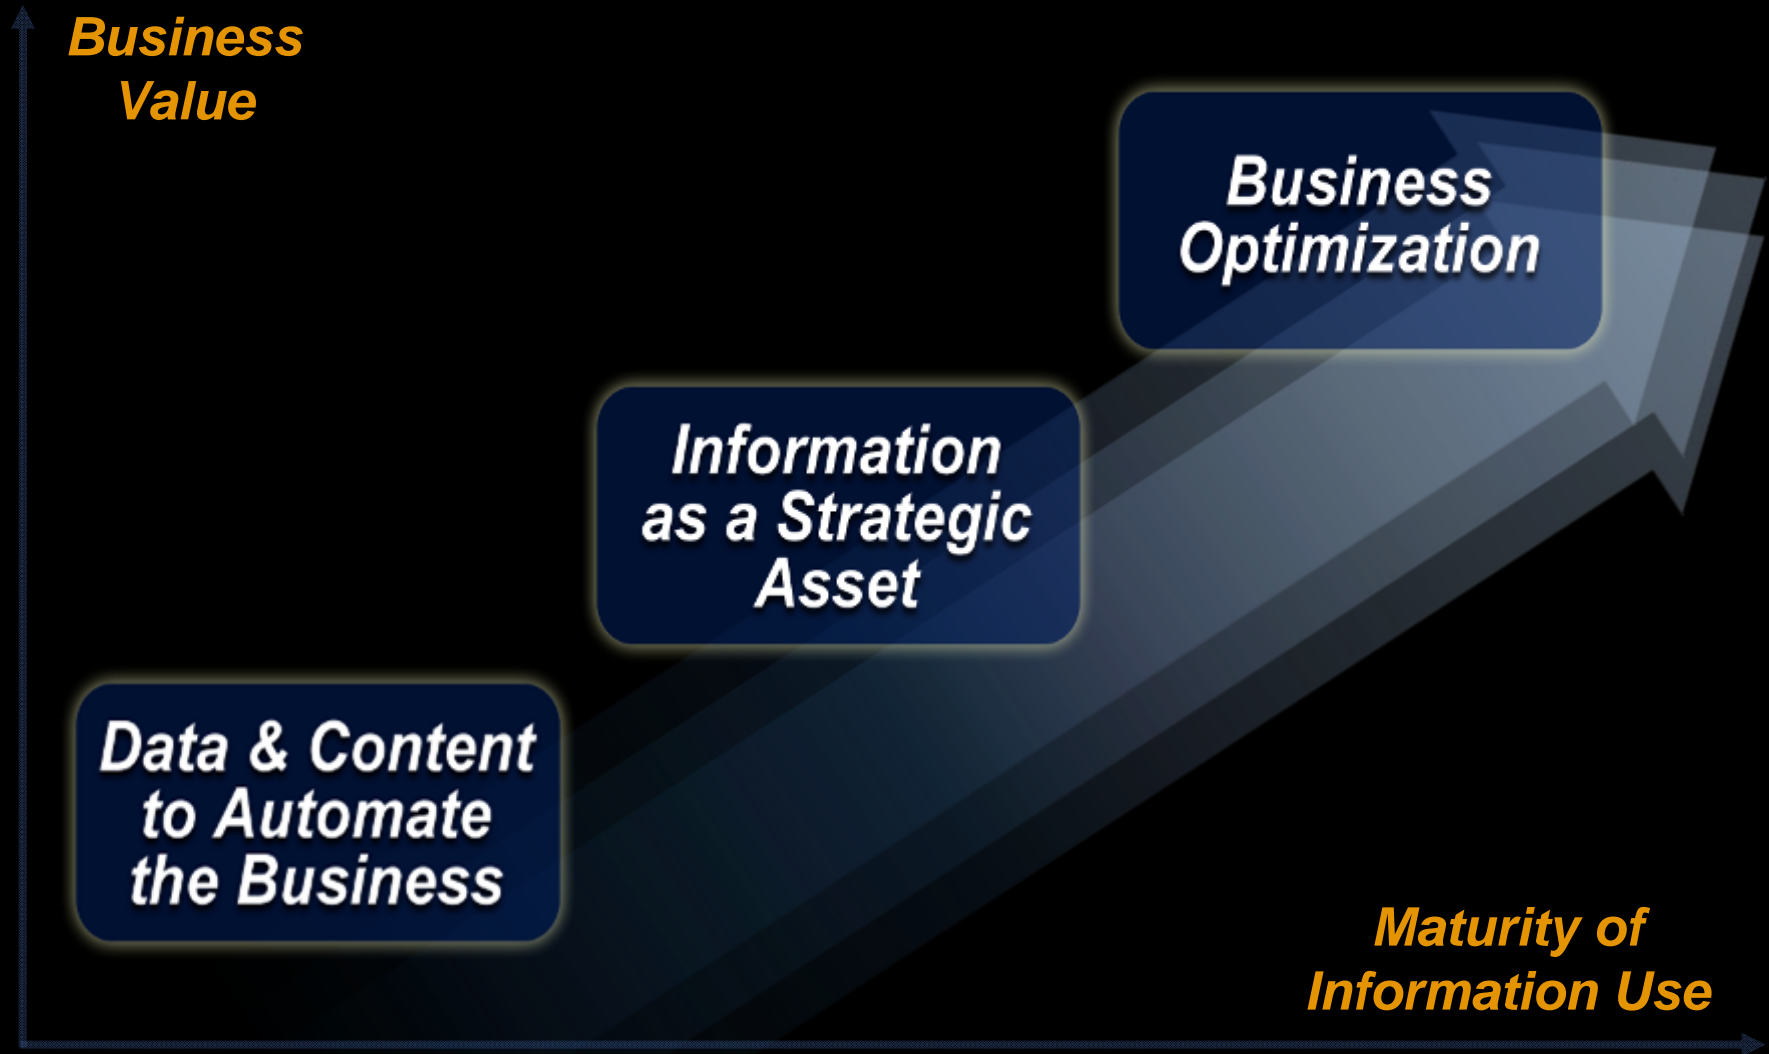 Business
Value
Business
Optimization
Information
as a Strategic
Asset
Data & Content
to Automate
the Business
Maturity of
Information Use